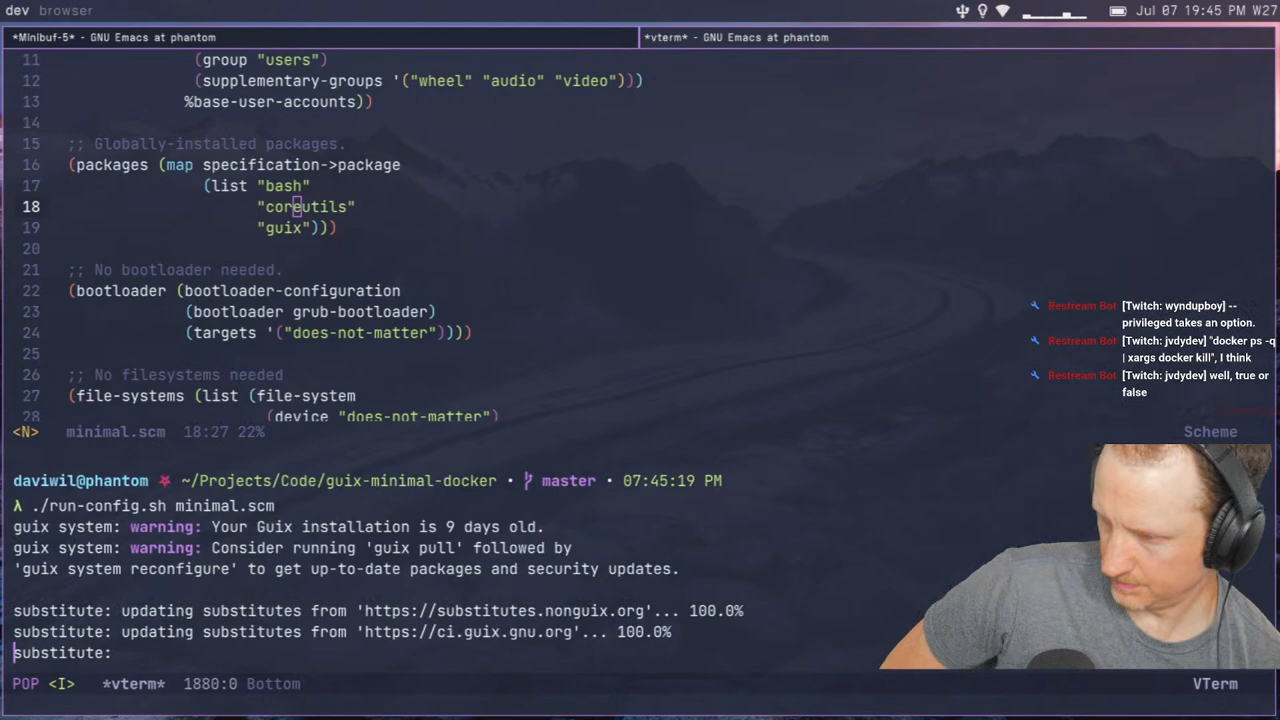 dev browser
Jul 07 19:45 PM W27
*Minibuf-5* - GNU Emacs at phantom
*vterm* - GNU Emacs at phantom
11 (group "users")
12 (supplementary-groups '("wheel" "audio" "video")))
13 %base-user-accounts))
14
15 ;; Globally-installed packages.
16 (packages (map specification->package
17 (list "bash"
18 "coreutils"
19 "guix")))
20
21 ;; No bootloader needed.
22 (bootloader (bootloader-configuration
23 (bootloader grub-bootloader)
24 (targets '("does-not-matter"))))
25
26 ;; No filesystems needed
27 (file-systems (list (file-system
28 (device "does-not-matter")
<N> minimal.scm 18:27 22% Scheme
Restream Bot [Twitch: wyndupboy] --
privileged takes an option.
Restream Bot [Twitch: jvdydev] "docker ps -q
| xargs docker kill", I think
Restream Bot [Twitch: jvdydev] well, true or
false
daviwil@phantom ~/Projects/Code/guix-minimal-docker • master • 07:45:19 PM
λ ./run-config.sh minimal.scm
guix system: warning: Your Guix installation is 9 days old.
guix system: warning: Consider running 'guix pull' followed by
'guix system reconfigure' to get up-to-date packages and security updates.
substitute: updating substitutes from 'https://substitutes.nonguix.org'... 100.0%
substitute: updating substitutes from 'https://ci.guix.gnu.org'... 100.0%
substitute:
POP <I> *vterm* 1880:0 Bottom VTerm